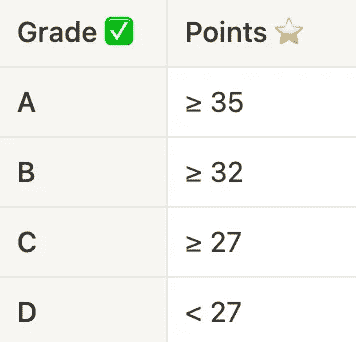 Grade ✅ Points ⭐
A ≥ 35
B ≥ 32
C ≥ 27
D < 27